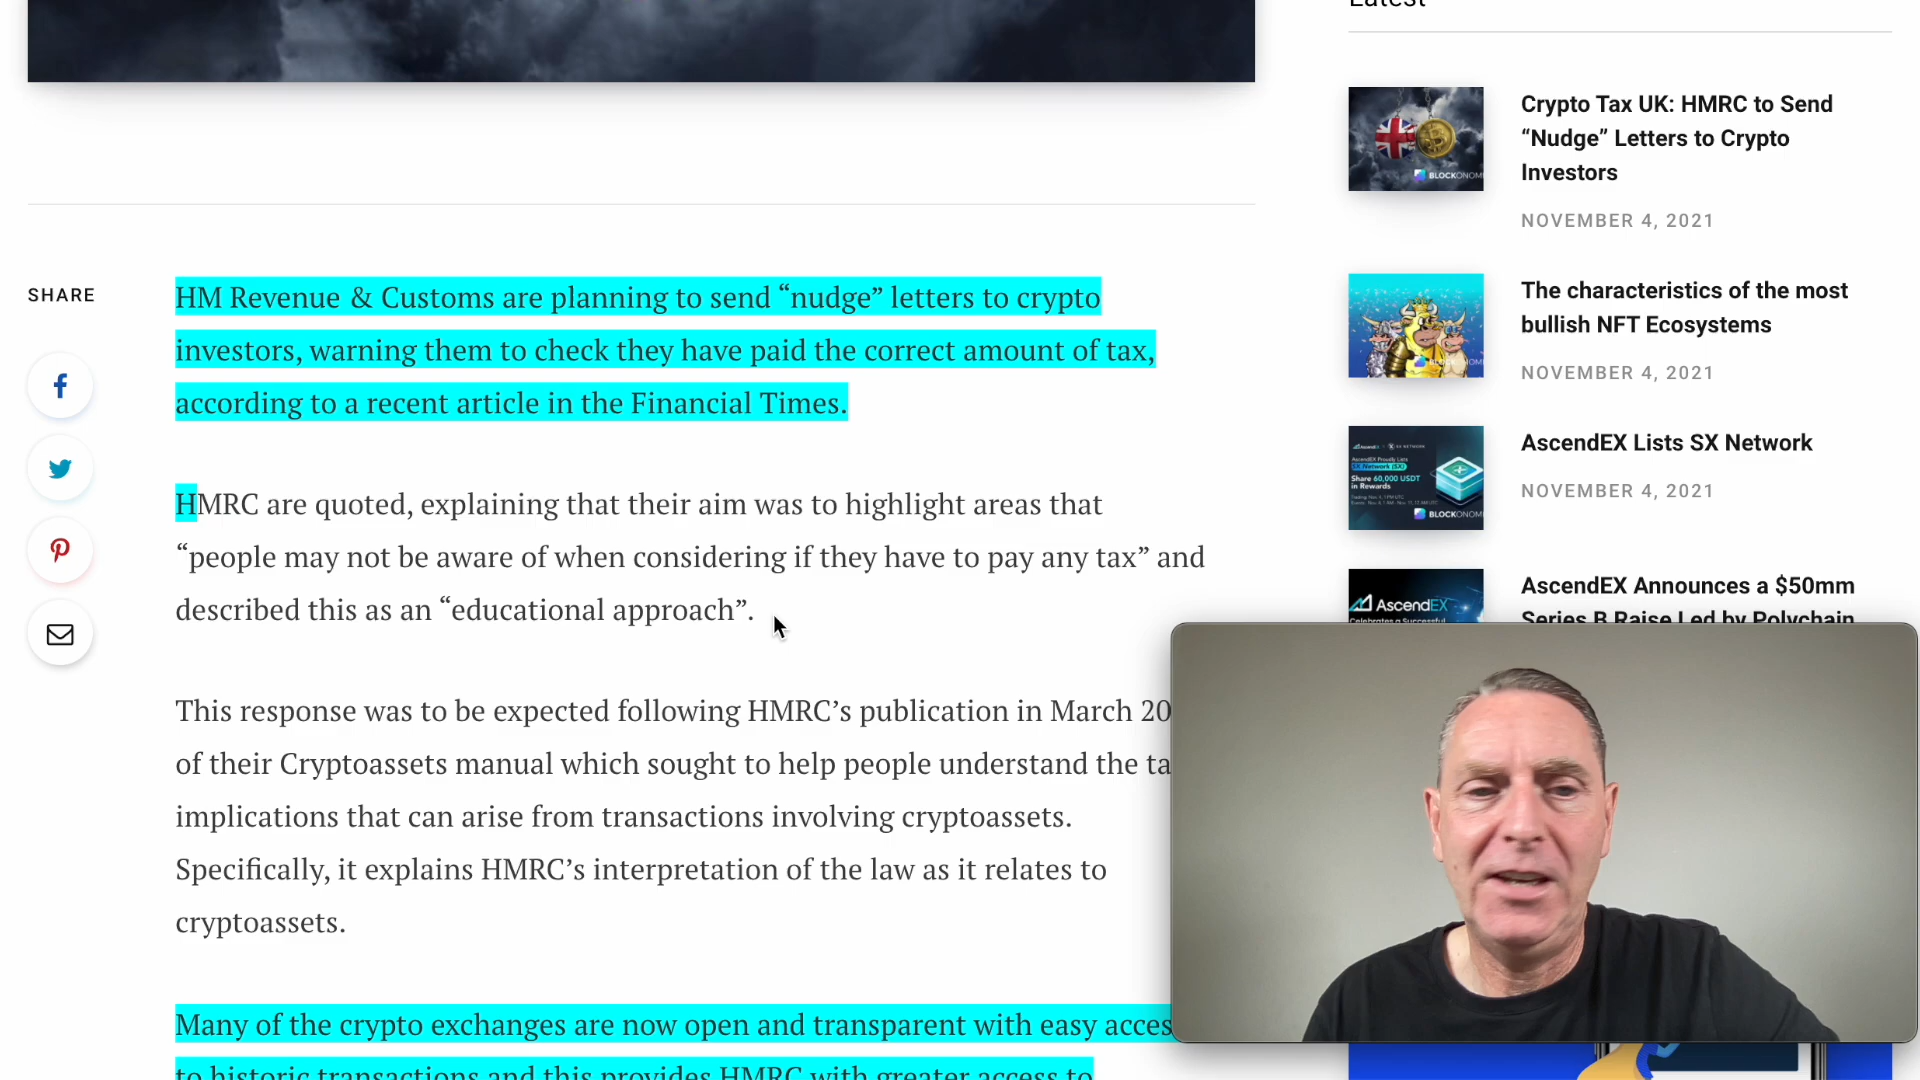 Latest
Crypto Tax UK: HMRC to Send
“Nudge” Letters to Crypto
Investors
NOVEMBER 4, 2021
BLOCKONOMI
The characteristics of the most
bullish NFT Ecosystems
NOVEMBER 4, 2021
AscendEX Lists SX Network
NOVEMBER 4, 2021
Share 60,000 USDT
in Rewards
BLOCKONOMI
AscendEX Announces a $50mm
Series B Raise Led by Polychain
AscendEX
SHARE
HM Revenue & Customs are planning to send “nudge” letters to crypto
investors, warning them to check they have paid the correct amount of tax,
according to a recent article in the Financial Times.
HMRC are quoted, explaining that their aim was to highlight areas that
“people may not be aware of when considering if they have to pay any tax” and
described this as an “educational approach”.
This response was to be expected following HMRC’s publication in March 20
of their Cryptoassets manual which sought to help people understand the ta
implications that can arise from transactions involving cryptoassets.
Specifically, it explains HMRC’s interpretation of the law as it relates to
cryptoassets.
Many of the crypto exchanges are now open and transparent with easy acces
to historic transactions and this provides HMRC with greater access to